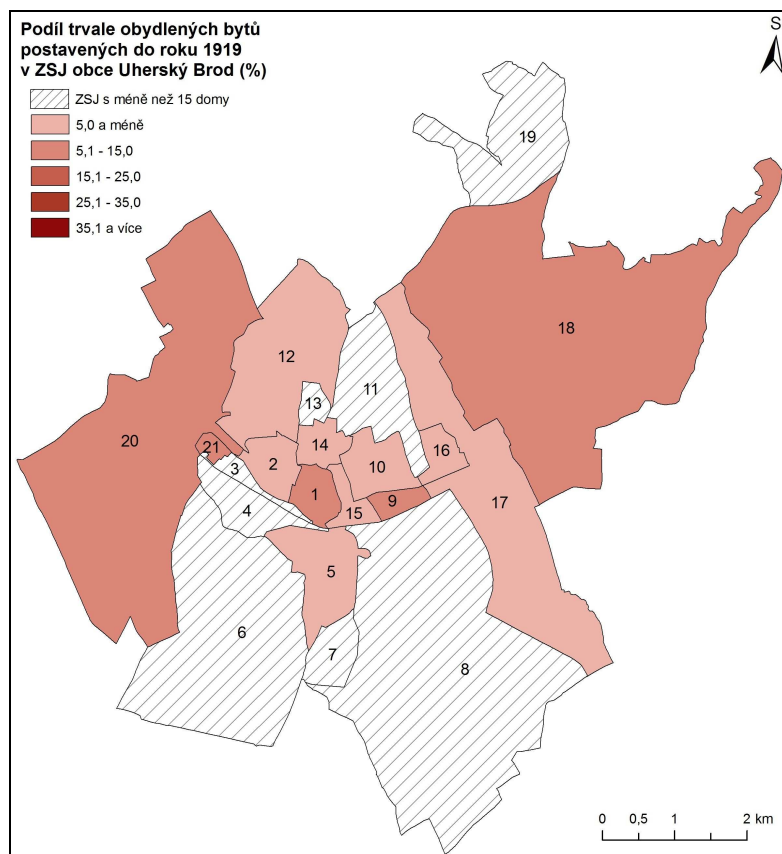 Podíl trvale obydlených bytů
postavených do roku 1919
v ZSJ obce Uherský Brod (%)
S
ZSJ s méně než 15 domy
5,0 a méně
5,1 - 15,0
15,1 - 25,0
25,1 - 35,0
35,1 a více
19
18
12
11
13
20
14
21
2
10
16
3
1
9
17
4
15
5
6
7
8
0 0,5 1 2 km